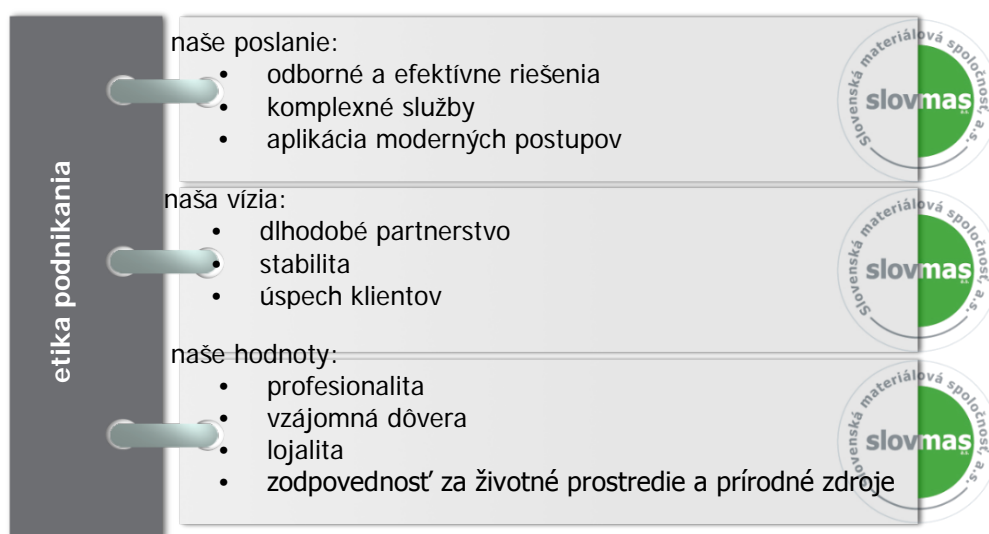 etika podnikania
naše poslanie:
• odborné a efektívne riešenia
• komplexné služby
• aplikácia moderných postupov
Slovenská materiálová spoločnosť, a.s.
slovmas
a.s.
naša vízia:
• dlhodobé partnerstvo
• stabilita
• úspech klientov
Slovenská materiálová spoločnosť, a.s.
slovmas
a.s.
naše hodnoty:
• profesionalita
• vzájomná dôvera
• lojalita
• zodpovednosť za životné prostredie a prírodné zdroje
Slovenská materiálová spoločnosť, a.s.
slovmas
a.s.